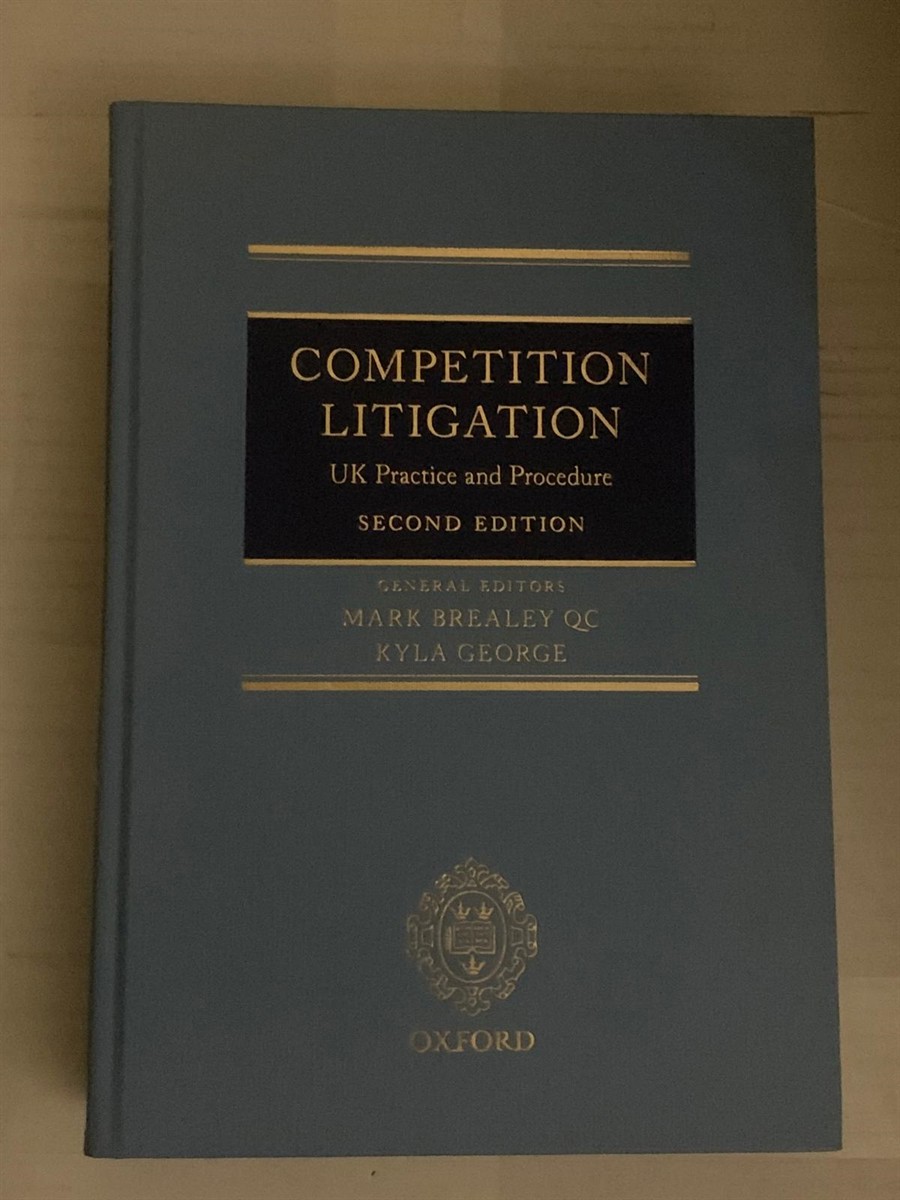 COMPETITION
LITIGATION
UK Practice and Procedure
SECOND EDITION
GENERAL EDITORS
MARK BREALEY QC
KYLA GEORGE
OXFORD